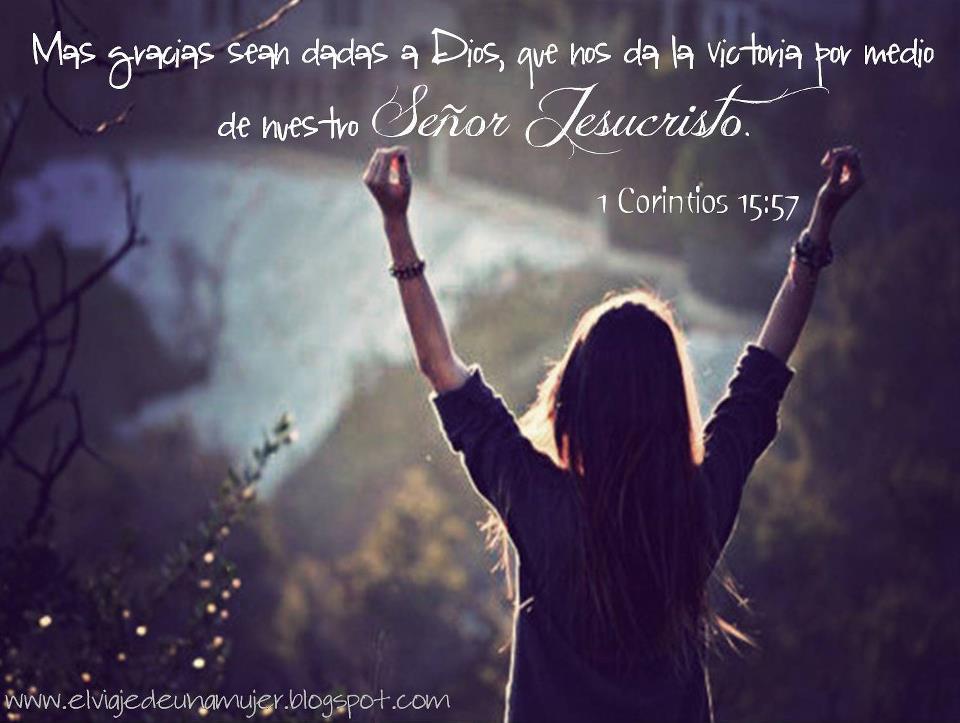 Mas gracias sean dadas a Dios, que nos da la victoria por medio
de nuestro Señor Jesucristo.
1 Corintios 15:57
www.elviajedeunamujer.blogspot.com